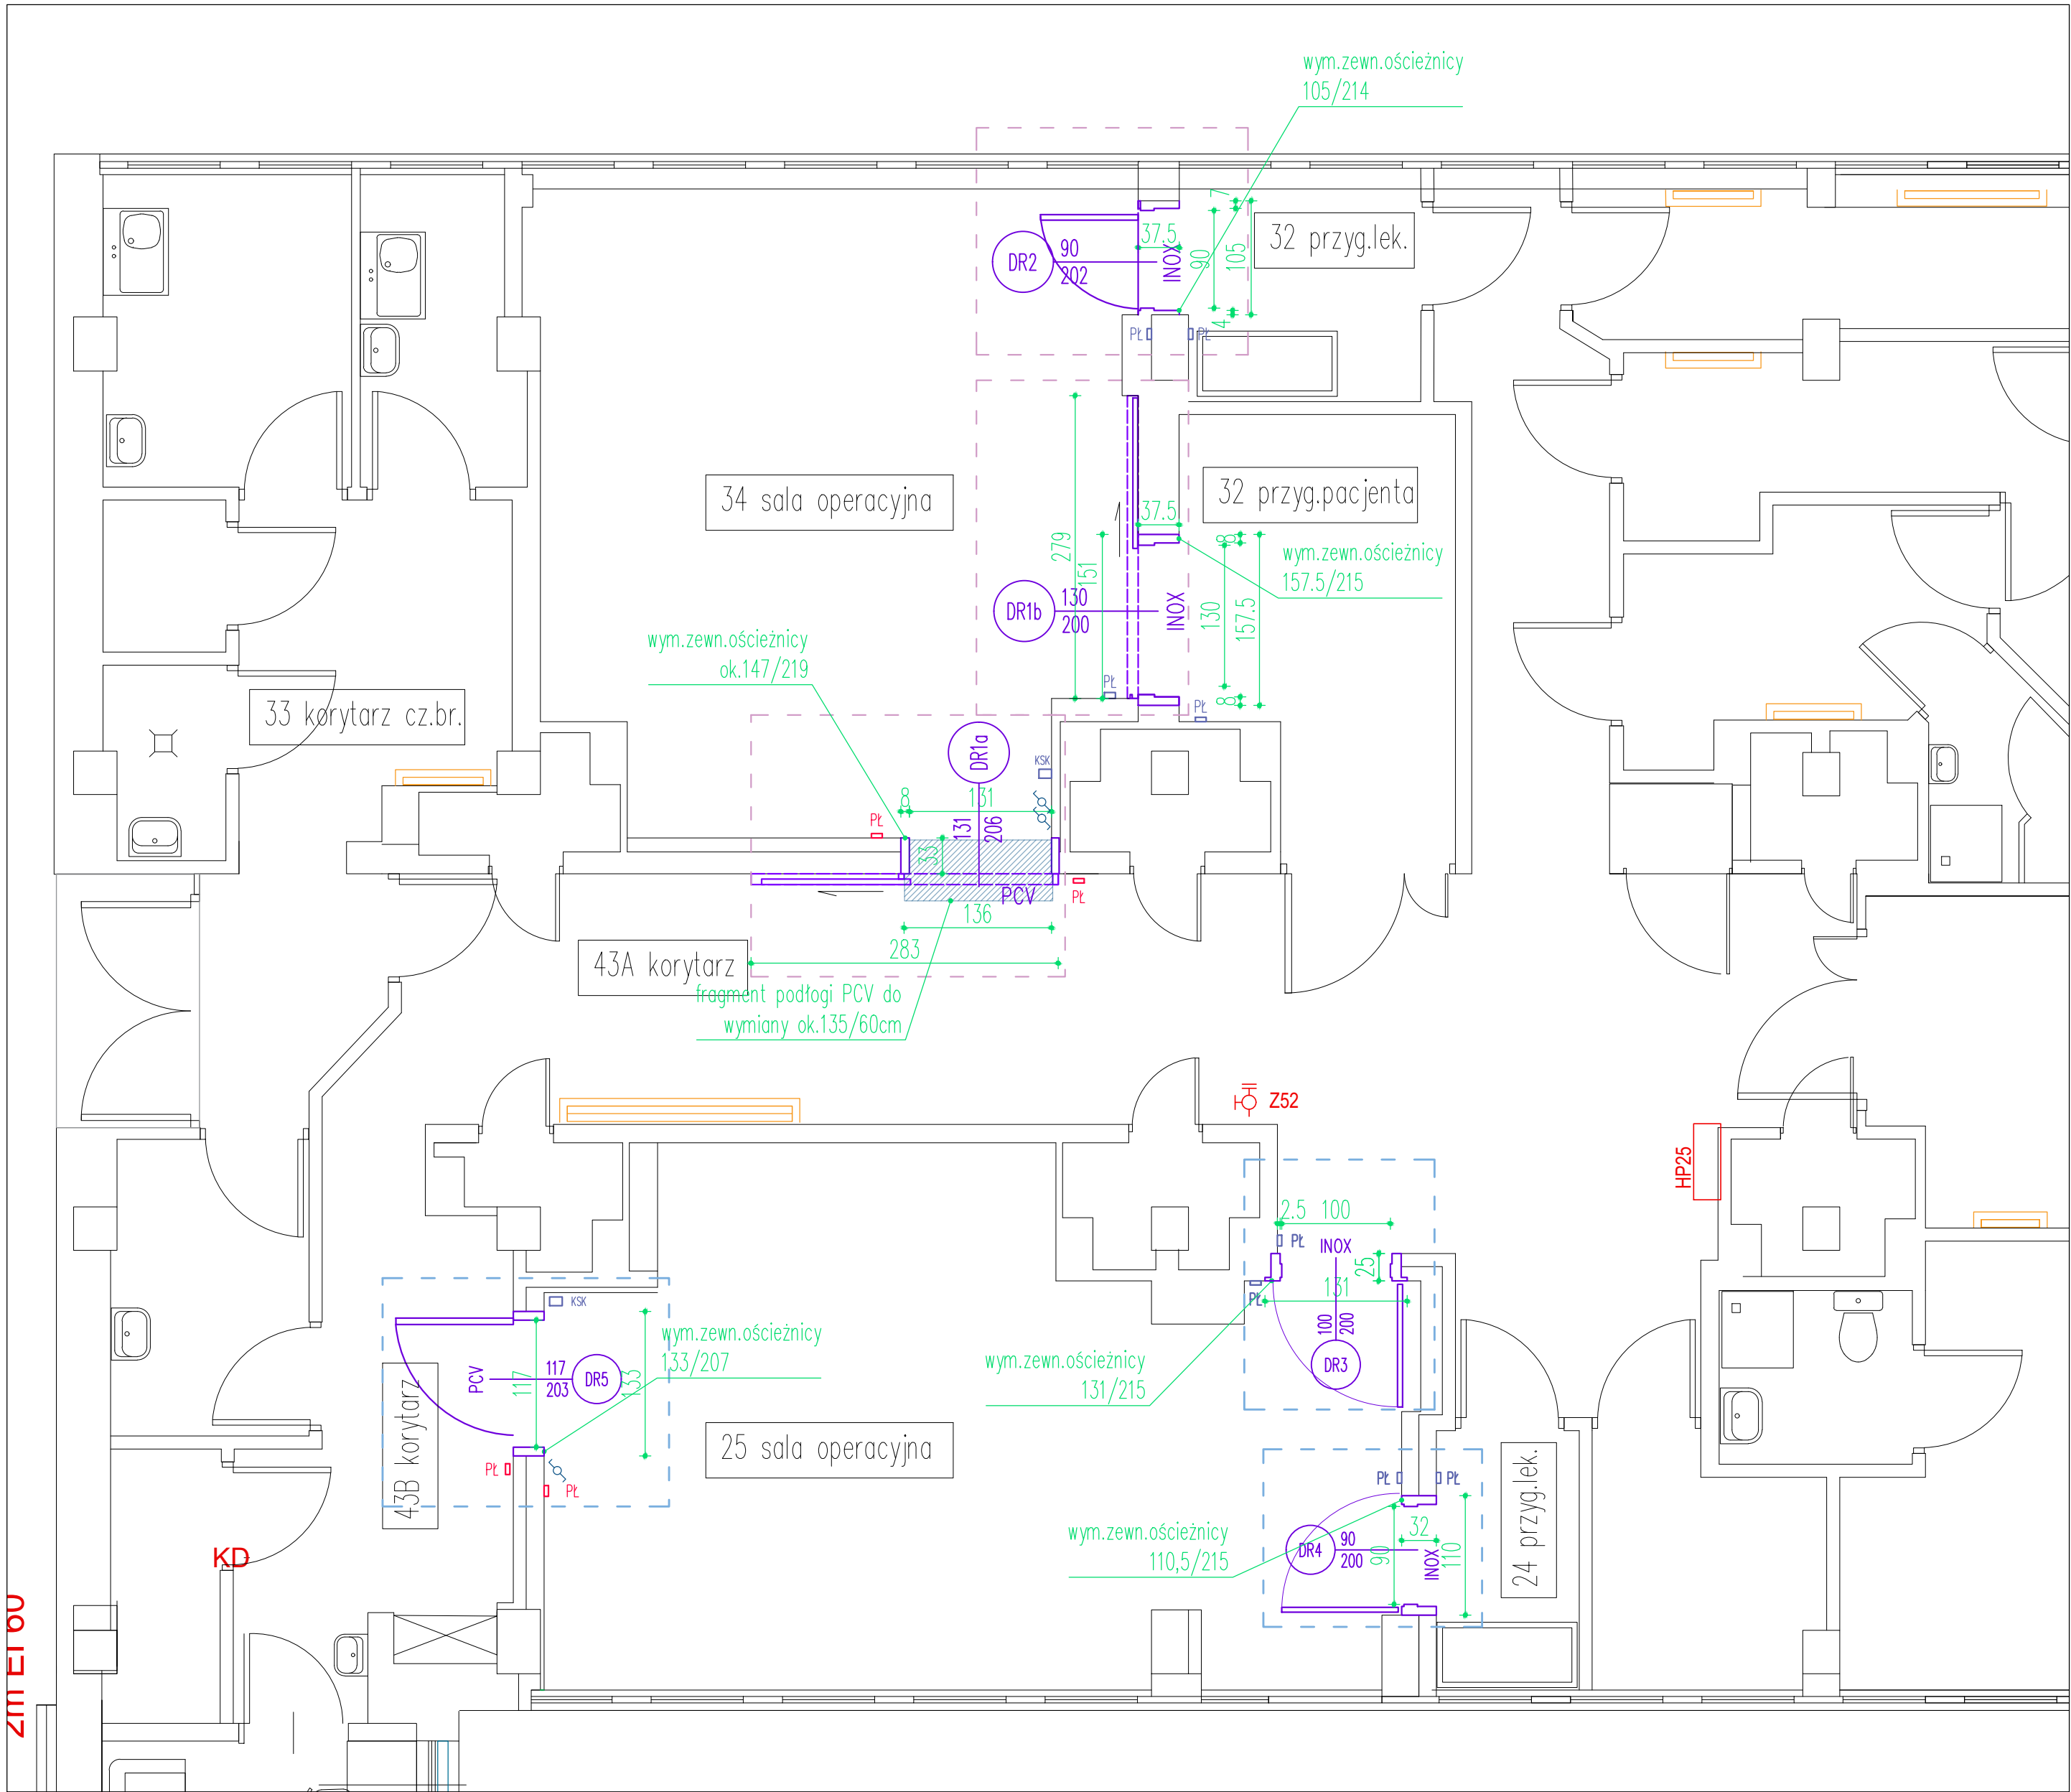 wym.zewn.ościeżnicy
105/214
7
32 przyg.lek.
37.5
90
105
INOX
DR2
90
202
4
PŁ
PŁ
34 sala operacyjna
32 przyg.pacjenta
37.5
8
wym.zewn.ościeżnicy
157.5/215
279
151
DR1b
130
200
INOX
130
157.5
8
wym.zewn.ościeżnicy
ok.147/219
33 korytarz cz.br.
PŁ
PŁ
DR1a
KSK
8
131
PŁ
131
206
33
PCV
PŁ
136
283
43A korytarz
fragment podłogi PCV do
wymiany ok.135/60cm
Z52
HP25
2.5
100
PŁ
INOX
25
PŁ
131
KSK
wym.zewn.ościeżnicy
133/207
100
200
DR3
wym.zewn.ościeżnicy
131/215
PCV
117
117
203
DR5
133
43B korytarz
25 sala operacyjna
PŁ
PŁ
PŁ
PŁ
24 przyg.lek.
wym.zewn.ościeżnicy
110,5/215
32
DR4
90
200
90
INOX
110
KD
2m EI 60